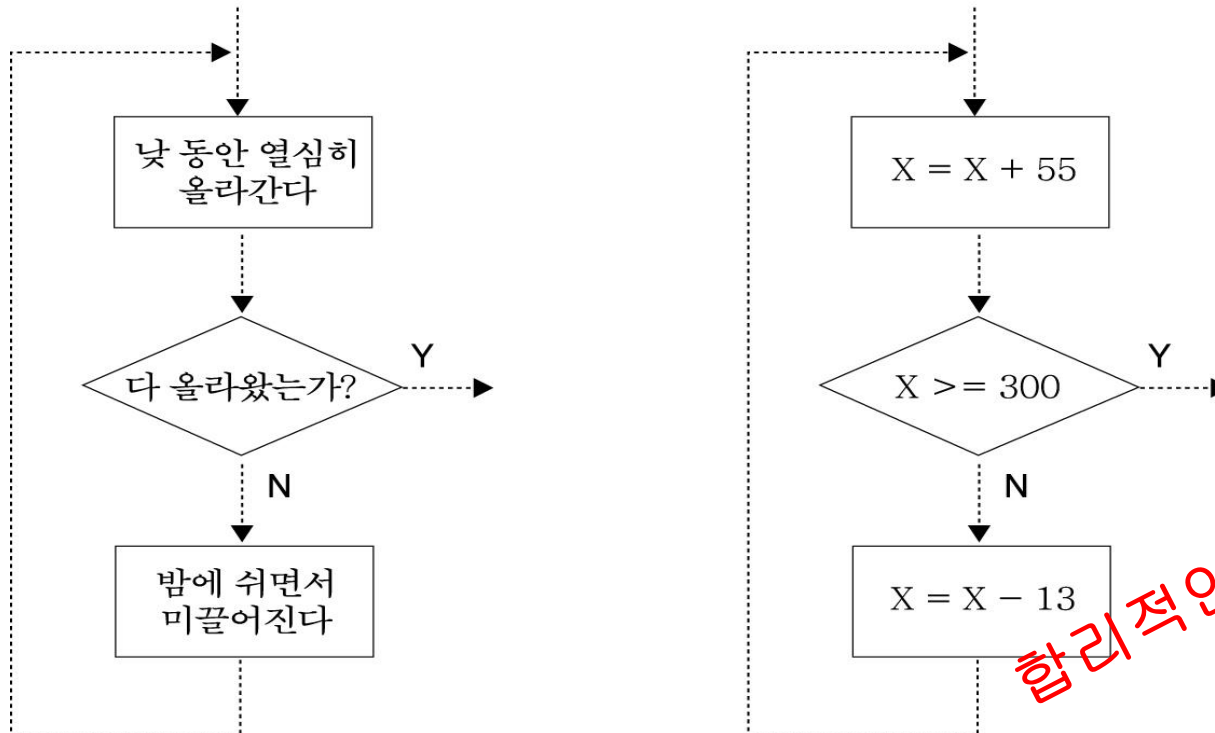 낮 동안 열심히
올라간다
다 올라왔는가?
Y
N
밤에 쉬면서
미끌어진다
X = X + 55
X >= 300
Y
N
X = X − 13
합리적인